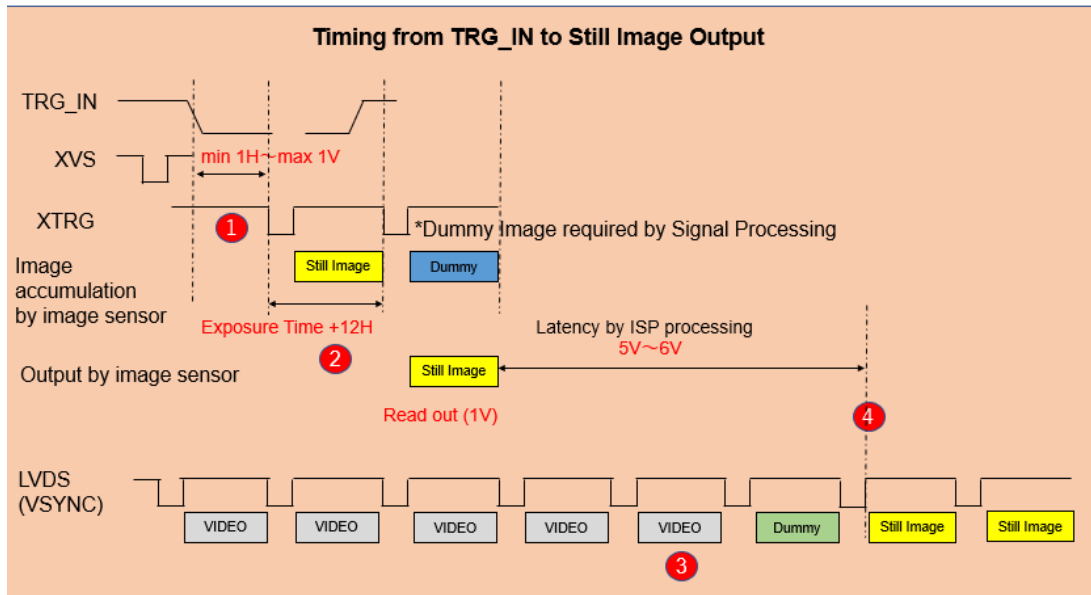 Timing from TRG_IN to Still Image Output
TRG_IN
XVS
min 1H～max 1V
XTRG
1
*Dummy Image required by Signal Processing
Image
accumulation
by image sensor
Still Image
Dummy
Exposure Time +12H
2
Latency by ISP processing
5V～6V
Output by image sensor
Still Image
Read out (1V)
4
LVDS
(VSYNC)
VIDEO
VIDEO
VIDEO
VIDEO
VIDEO
Dummy
Still Image
Still Image
3